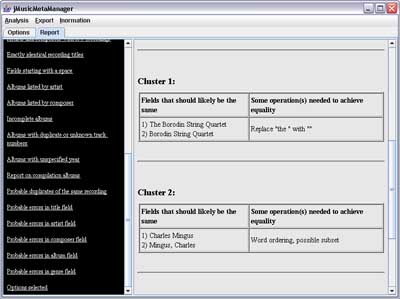 jMusicMetaManager
Analysis Export Information
Options Report
Exactly identical recording titles
Fields starting with a space
Albums listed by artist
Albums listed by composer
Incomplete albums
Albums with duplicate or unknown track
numbers
Albums with unspecified year
Report on compilation albums
Probable duplicates of the same recording
Probable errors in title field
Probable errors in artist field
Probable errors in composer field
Probable errors in album field
Probable errors in genre field
Options selected
Cluster 1:
Fields that should likely be the
same
Some operation(s) needed to achieve
equality
1) The Borodin String Quartet
2) Borodin String Quartet
Replace "the " with ""
Cluster 2:
Fields that should likely be the
same
Some operation(s) needed to achieve
equality
1) Charles Mingus
2) Mingus, Charles
Word ordering, possible subset